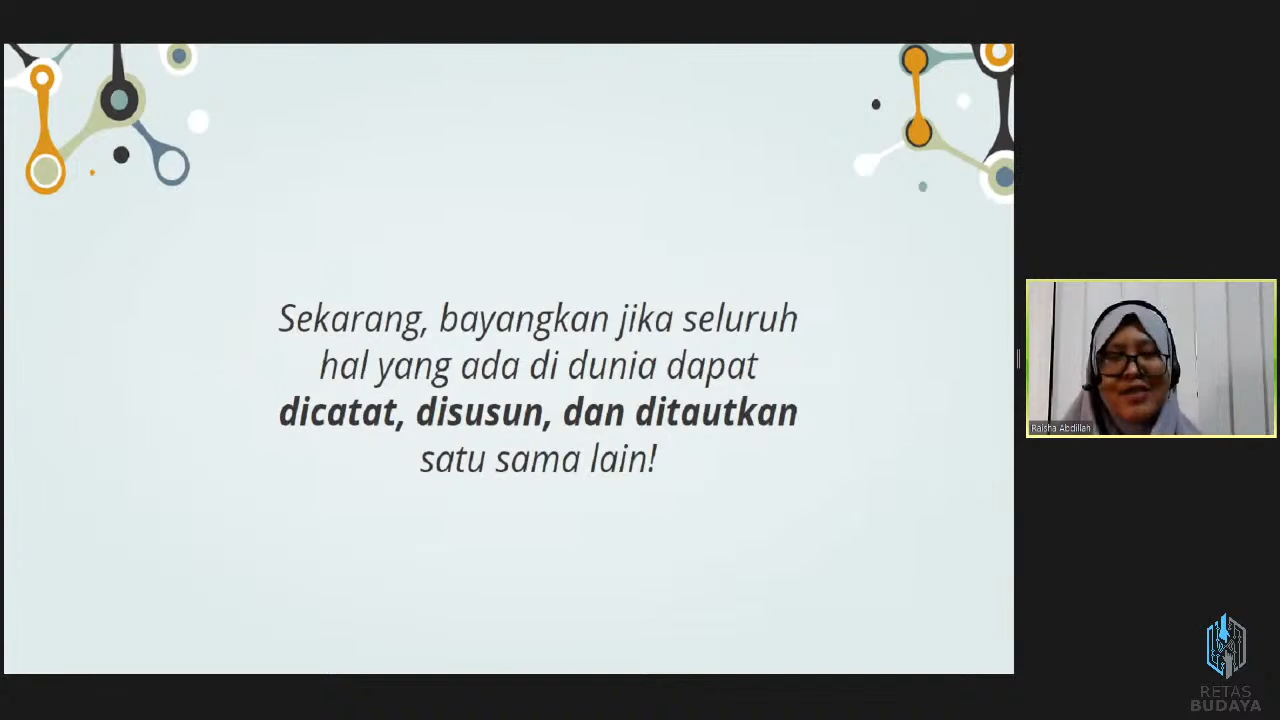 Sekarang, bayangkan jika seluruh
hal yang ada di dunia dapat
dicatat, disusun, dan ditautkan
satu sama lain!
Raisha Abdillah
RETAS
BUDAYA